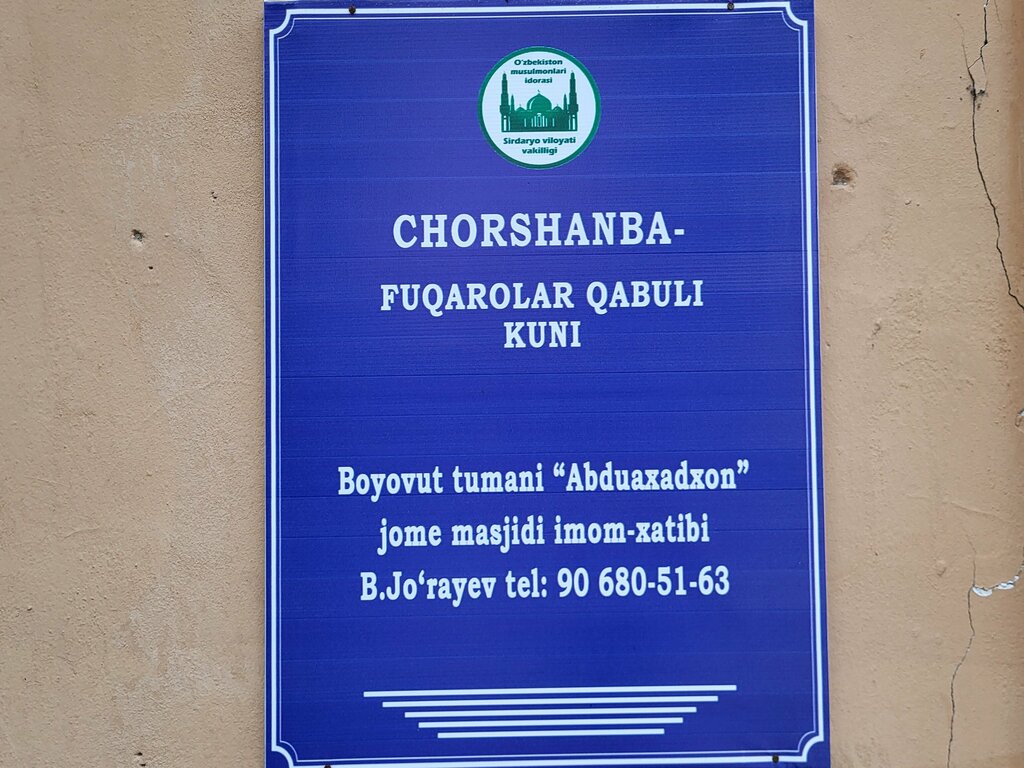 O'zbekiston
musulmonlari
idorasi
Sirdaryo viloyati
vakilligi
CHORSHANBA-
FUQAROLAR QABULI
KUNI
Boyovut tumani “Abduaxadxon”
jome masjidi imom-xatibi
B.Jo‘rayev tel: 90 680-51-63